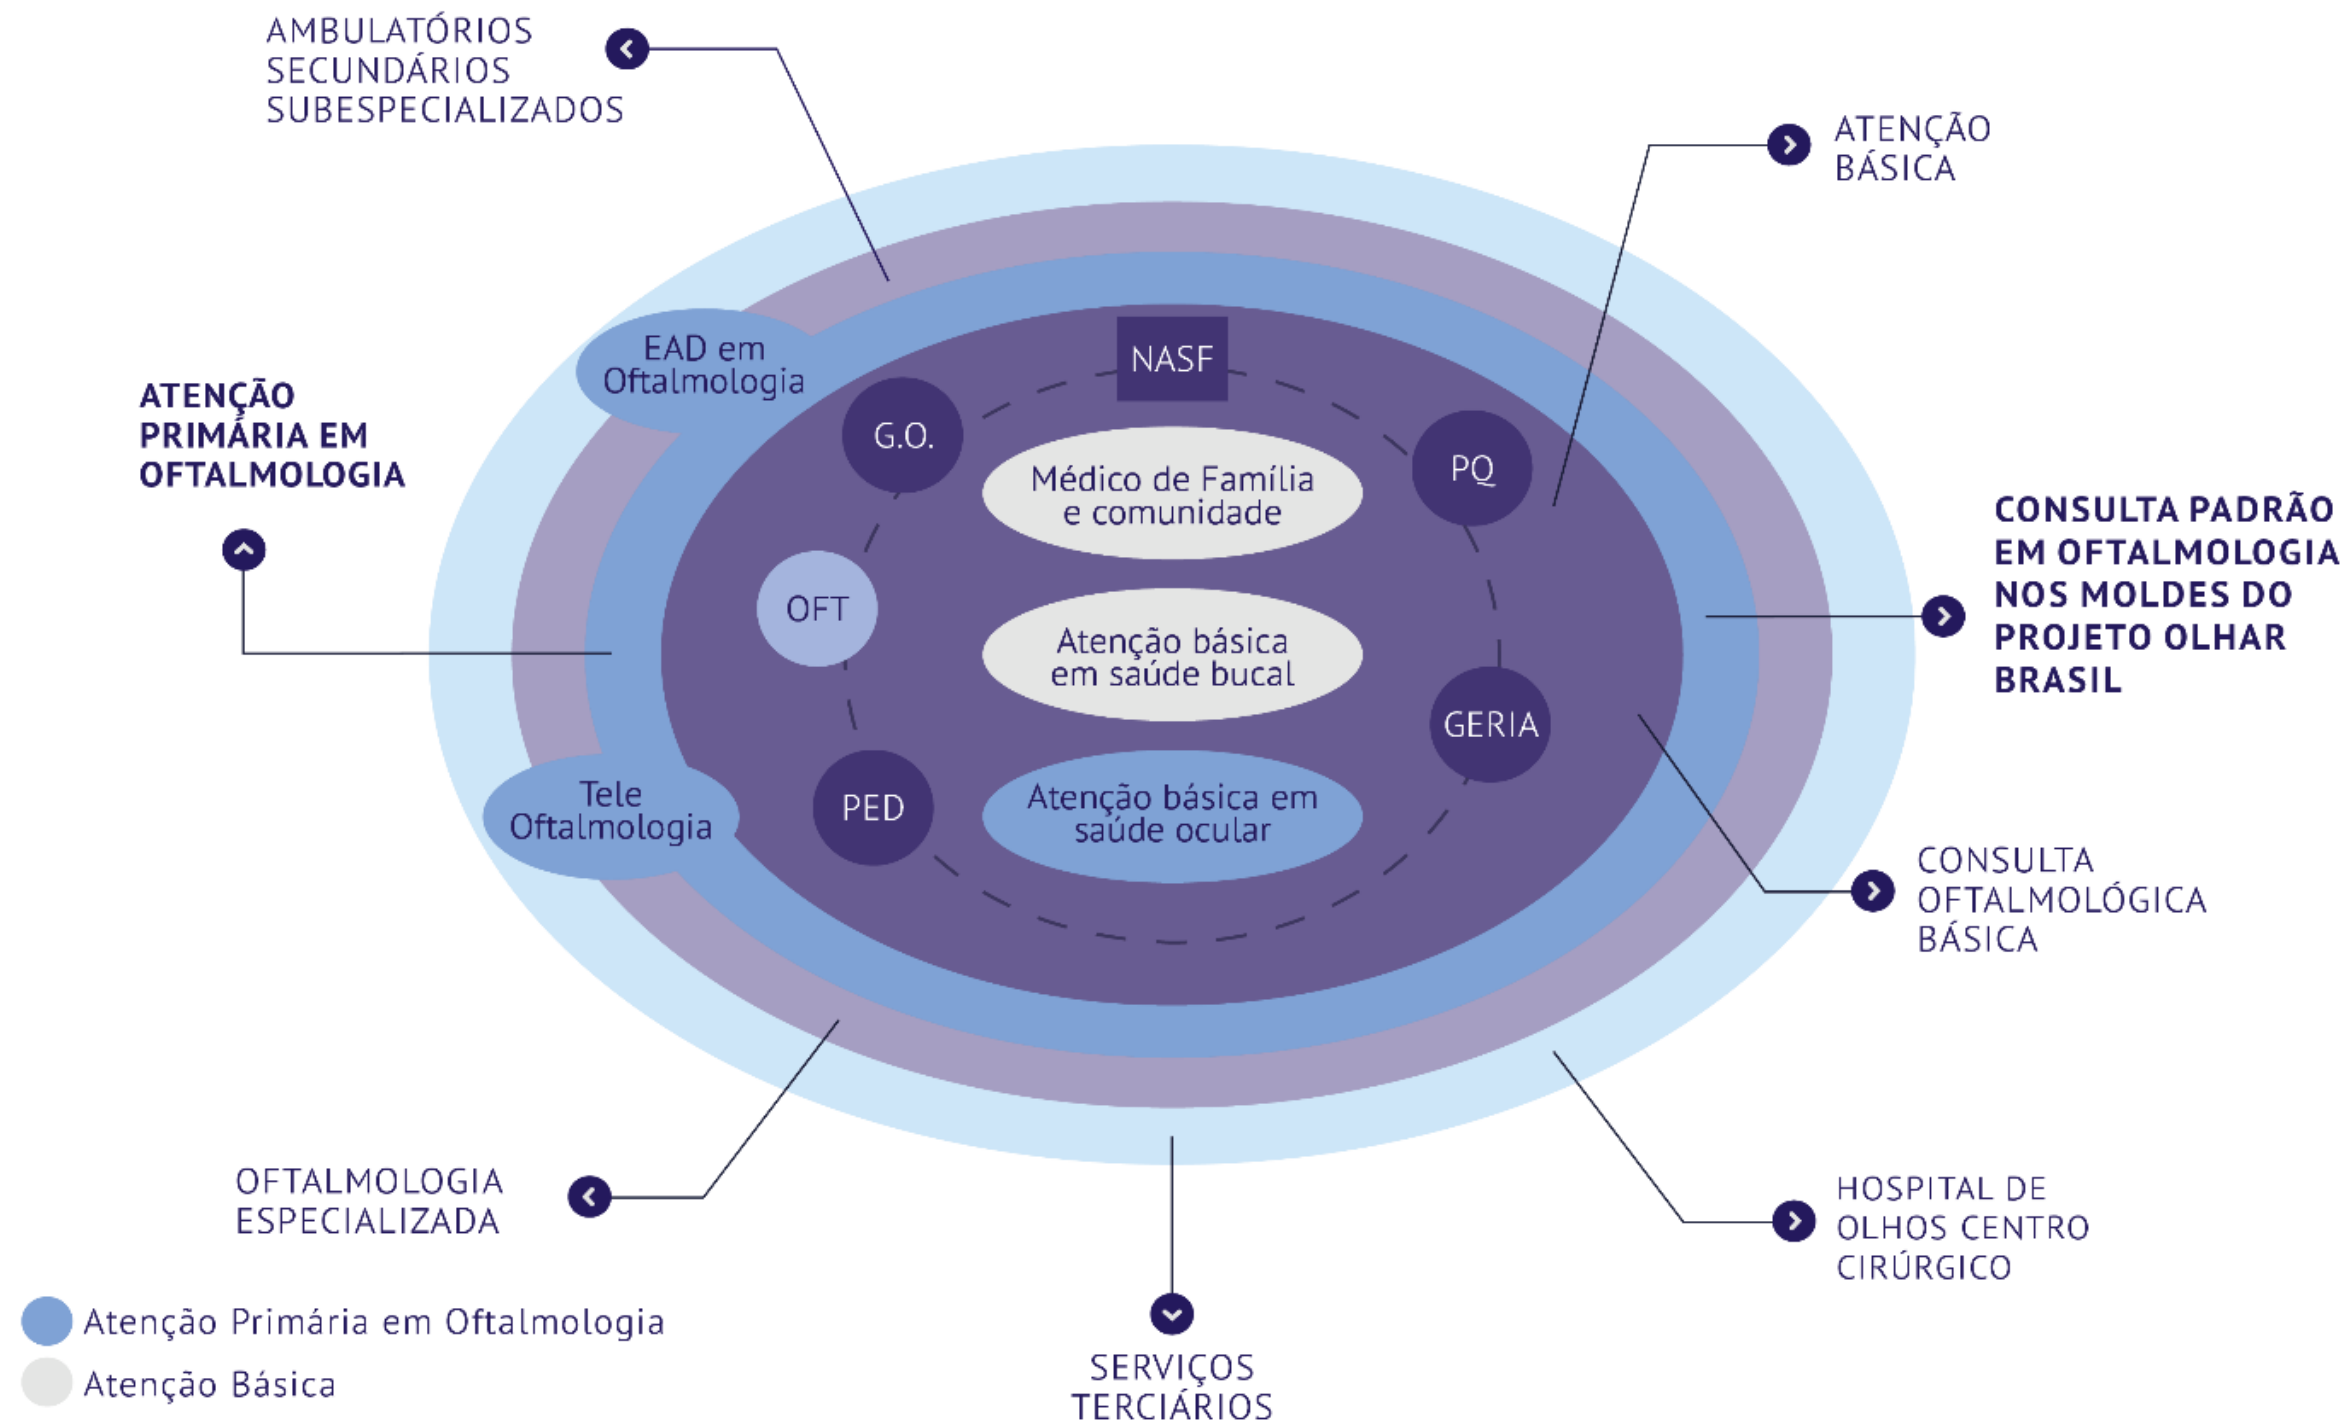 AMBULATÓRIOS
SECUNDÁRIOS
SUBESPECIALIZADOS
ATENÇÃO
BÁSICA
EAD em
Oftalmologia
NASF
G.O.
PQ
Médico de Família
e comunidade
ATENÇÃO
PRIMÁRIA EM
OFTALMOLOGIA
CONSULTA PADRÃO
EM OFTALMOLOGIA
NOS MOLDES DO
PROJETO OLHAR
BRASIL
OFT
Atenção básica
em saúde bucal
GERIA
Tele
Oftalmologia
PED
Atenção básica em
saúde ocular
CONSULTA
OFTALMOLÓGICA
BÁSICA
OFTALMOLOGIA
ESPECIALIZADA
HOSPITAL DE
OLHOS CENTRO
CIRÚRGICO
SERVIÇOS
TERCIÁRIOS
Atenção Primária em Oftalmologia
Atenção Básica